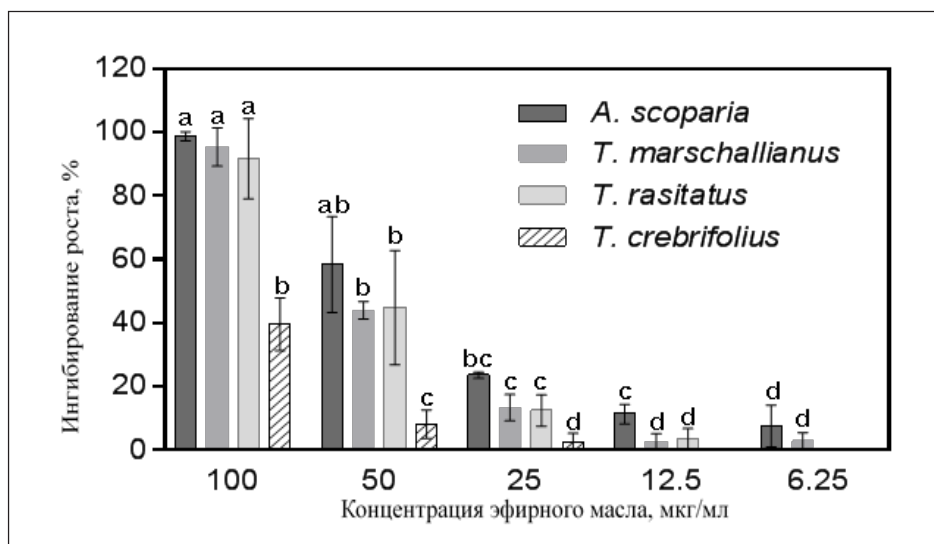 120
100
80
60
40
20
0
Ингибирование роста, %
a a a b
ab b b c
bc c c d
c d d
d d
A. scoparia
T. marschallianus
T. rasitatus
T. crebrifolius
100 50 25 12.5 6.25
Концентрация эфирного масла, мкг/мл